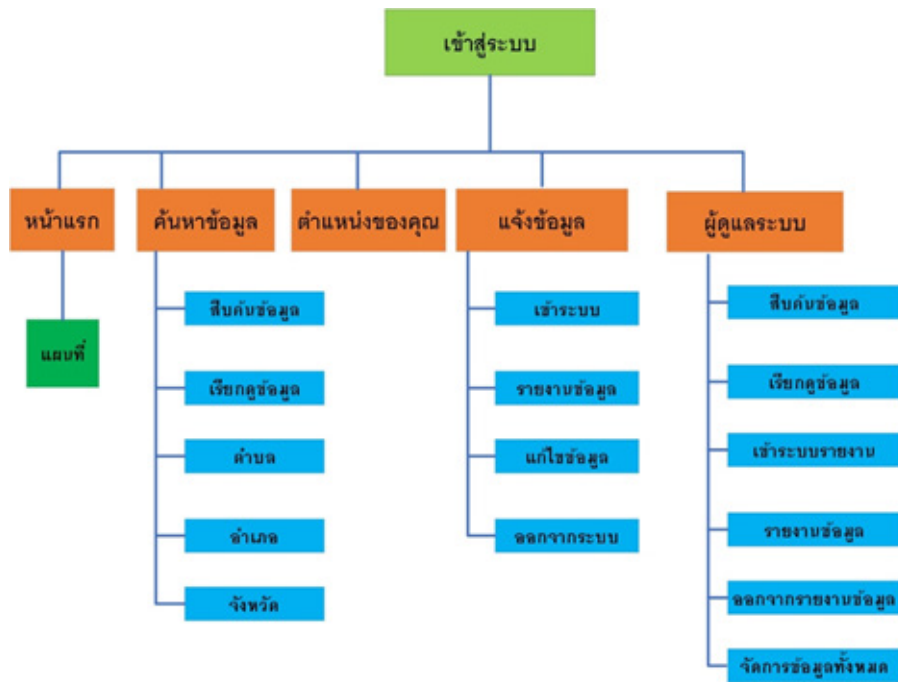 เข้าสู่ระบบ
หน้าแรก
ค้นหาข้อมูล
ตำแหน่งของคุณ
แจ้งข้อมูล
ผู้ดูแลระบบ
แผนที่
สืบค้นข้อมูล
เรียกดูข้อมูล
ตำบล
อำเภอ
จังหวัด
เข้าระบบ
รายงานข้อมูล
แก้ไขข้อมูล
ออกจากระบบ
สืบค้นข้อมูล
เรียกดูข้อมูล
เข้าระบบรายงาน
รายงานข้อมูล
ออกจากรายงานข้อมูล
จัดการข้อมูลทั้งหมด